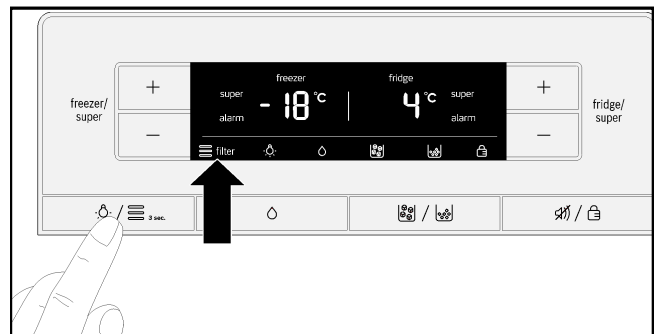 freezer fridge
super -18 °C 4 °C super
alarm alarm
filter
freezer/
super
+
−
+
−
fridge/
super
/ 3 sec.
/
/